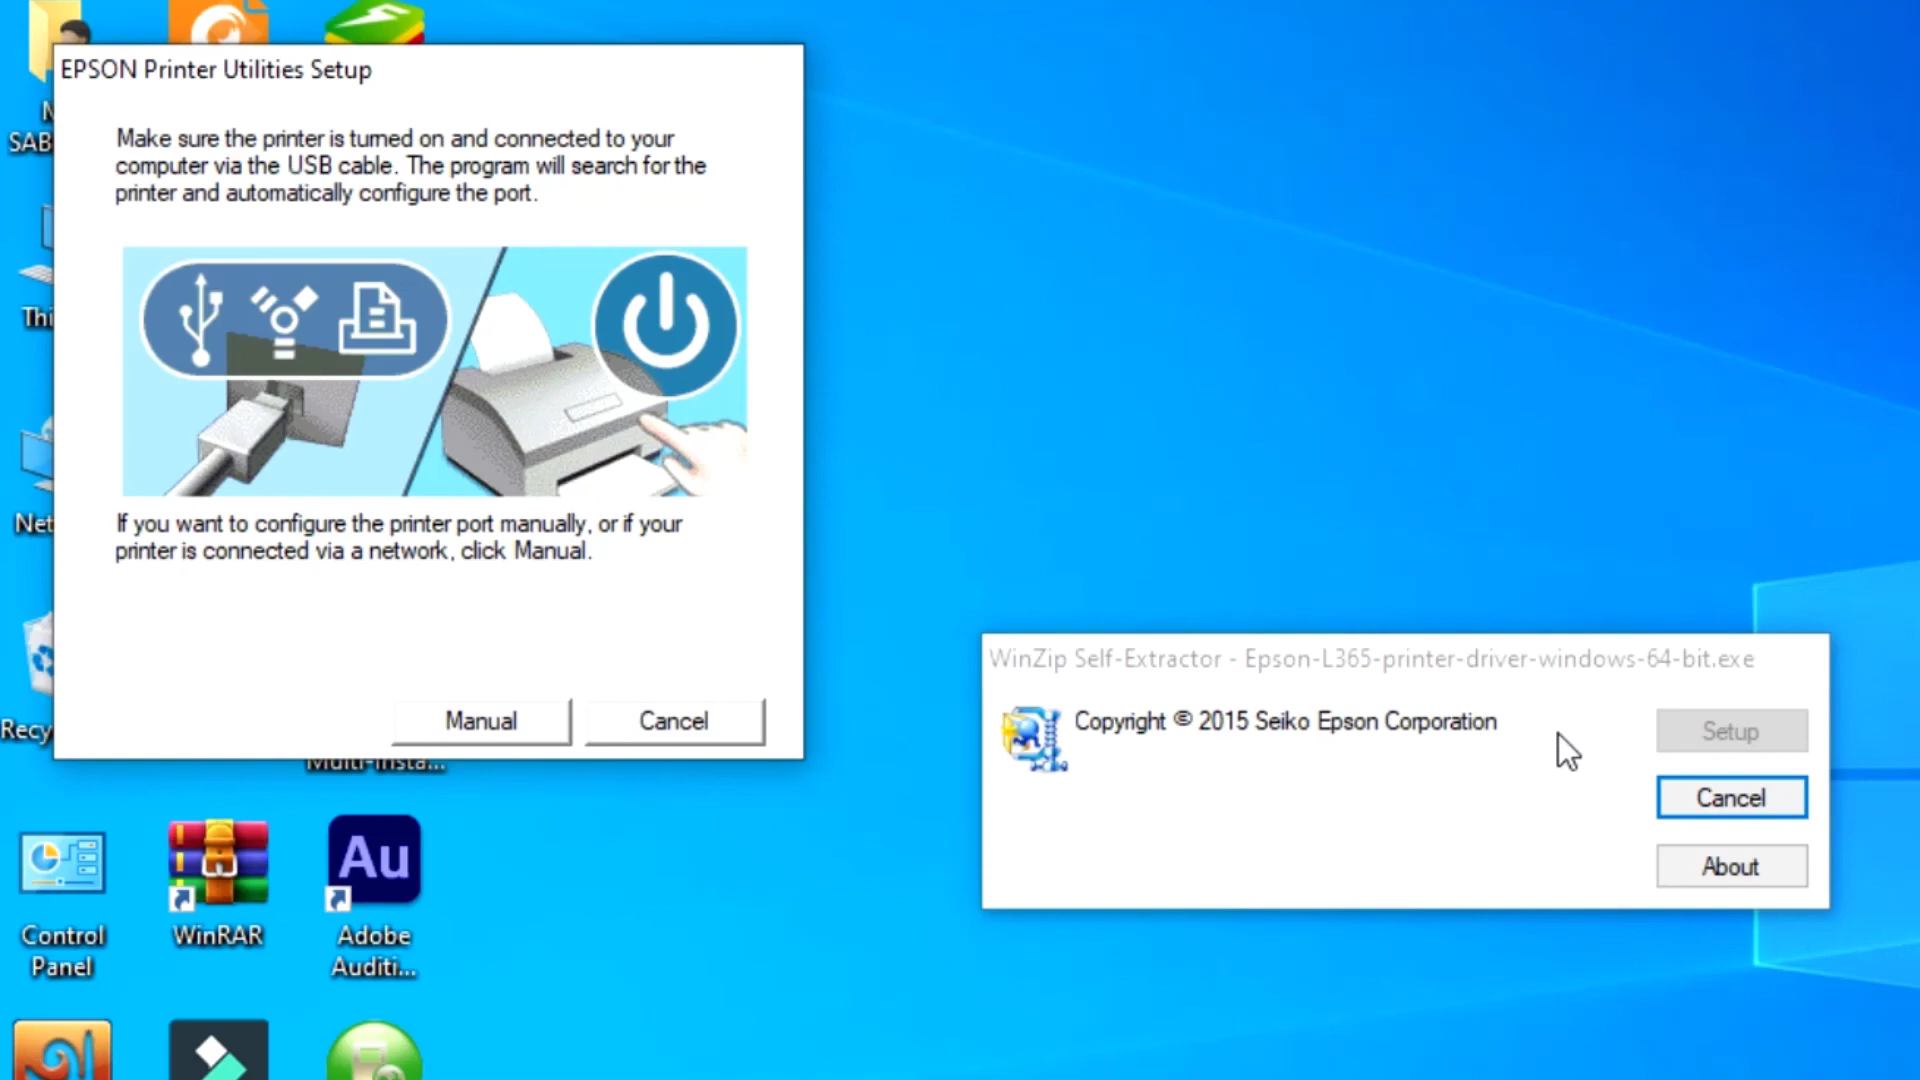 EPSON Printer Utilities Setup
Make sure the printer is turned on and connected to your
computer via the USB cable. The program will search for the
printer and automatically configure the port.
If you want to configure the printer port manually, or if your
printer is connected via a network, click Manual.
Manual
Cancel
WinZip Self-Extractor - Epson-L365-printer-driver-windows-64-bit.exe
Copyright © 2015 Seiko Epson Corporation
Setup
Cancel
About
SAB
Thi
Net
Recy
Multi-Insta...
Control
Panel
WinRAR
Au
Adobe
Auditi...